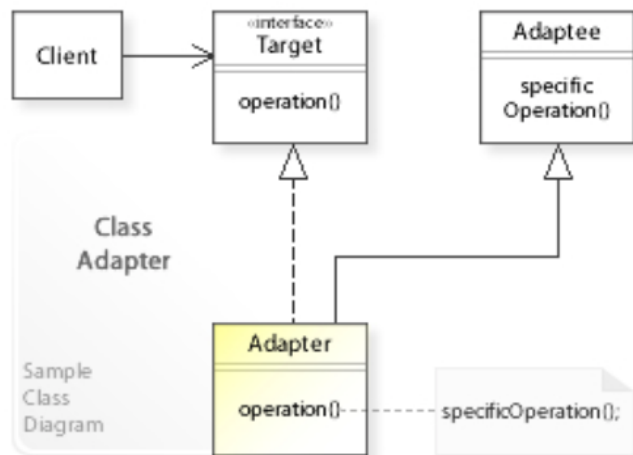 Client
«interface»
Target
operation()
Adaptee
specific
Operation()
Class
Adapter
Sample
Class
Diagram
Adapter
operation()
specificOperation();